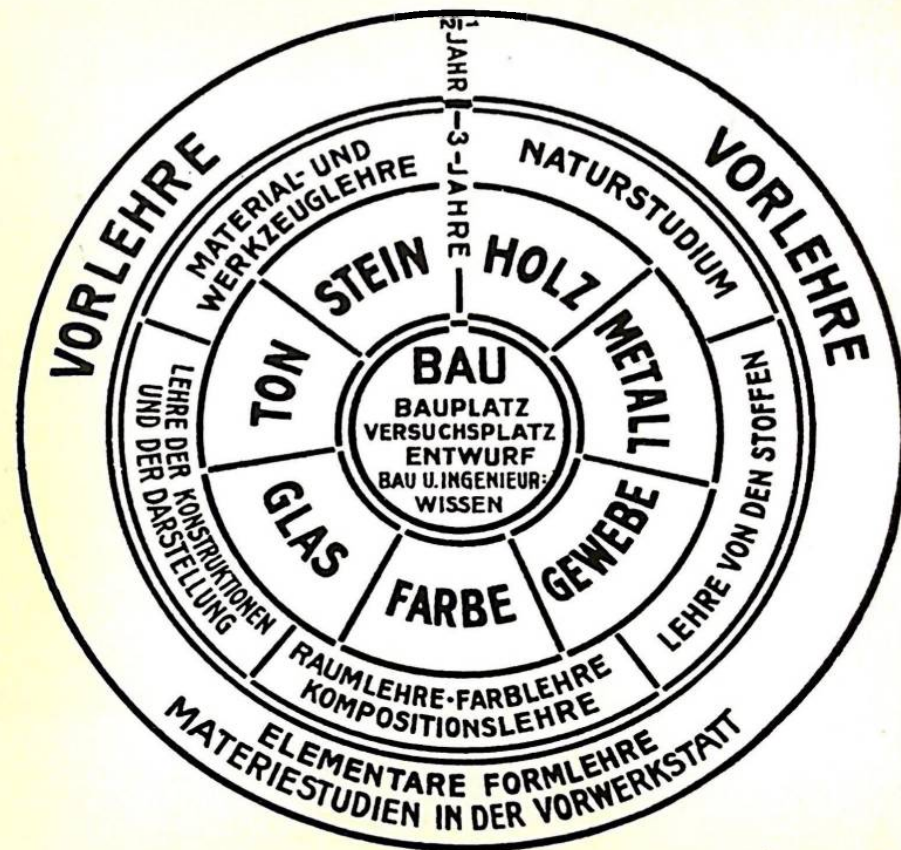 VORLEHRE
VORLEHRE
1/2 JAHR
3-JAHRE
MATERIAL- UND
WERKZEUGLEHRE
NATURSTUDIUM
LEHRE VON DEN STOFFEN
RAUMLEHRE·FARBLEHRE
KOMPOSITIONSLEHRE
LEHRE DER KONSTRUKTIONEN
UND DER DARSTELLUNG
STEIN
HOLZ
METALL
GEWEBE
FARBE
GLAS
TON
BAU
BAUPLATZ
VERSUCHSPLATZ
ENTWURF
BAU U. INGENIEUR:
WISSEN
ELEMENTARE FORMLEHRE
MATERIESTUDIEN IN DER VORWERKSTATT